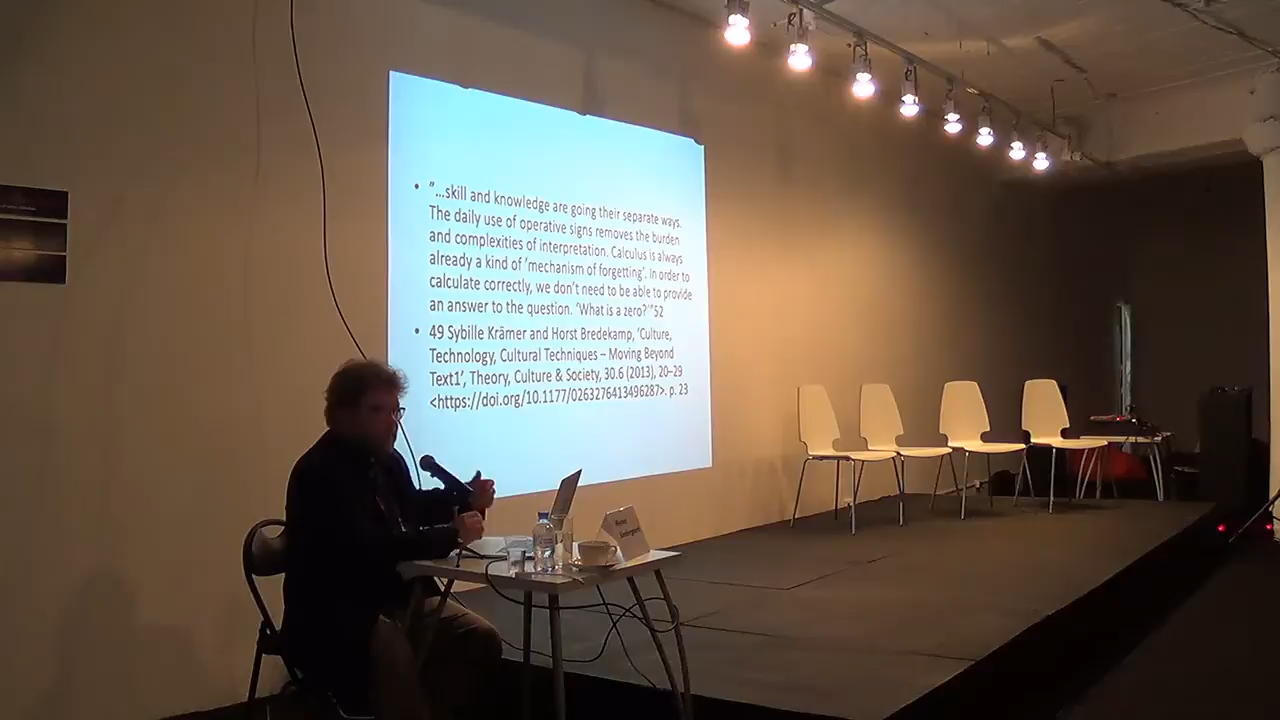 • "...skill and knowledge are going their separate ways.
The daily use of operative signs removes the burden
and complexities of interpretation. Calculus is always
already a kind of 'mechanism of forgetting'. In order to
calculate correctly, we don't need to be able to provide
an answer to the question. 'What is a zero?'"52
• 49 Sybille Krämer and Horst Bredekamp, 'Culture,
Technology, Cultural Techniques – Moving Beyond
Text1', Theory, Culture & Society, 30.6 (2013), 20–29
<https://doi.org/10.1177/0263276413496287>. p. 23